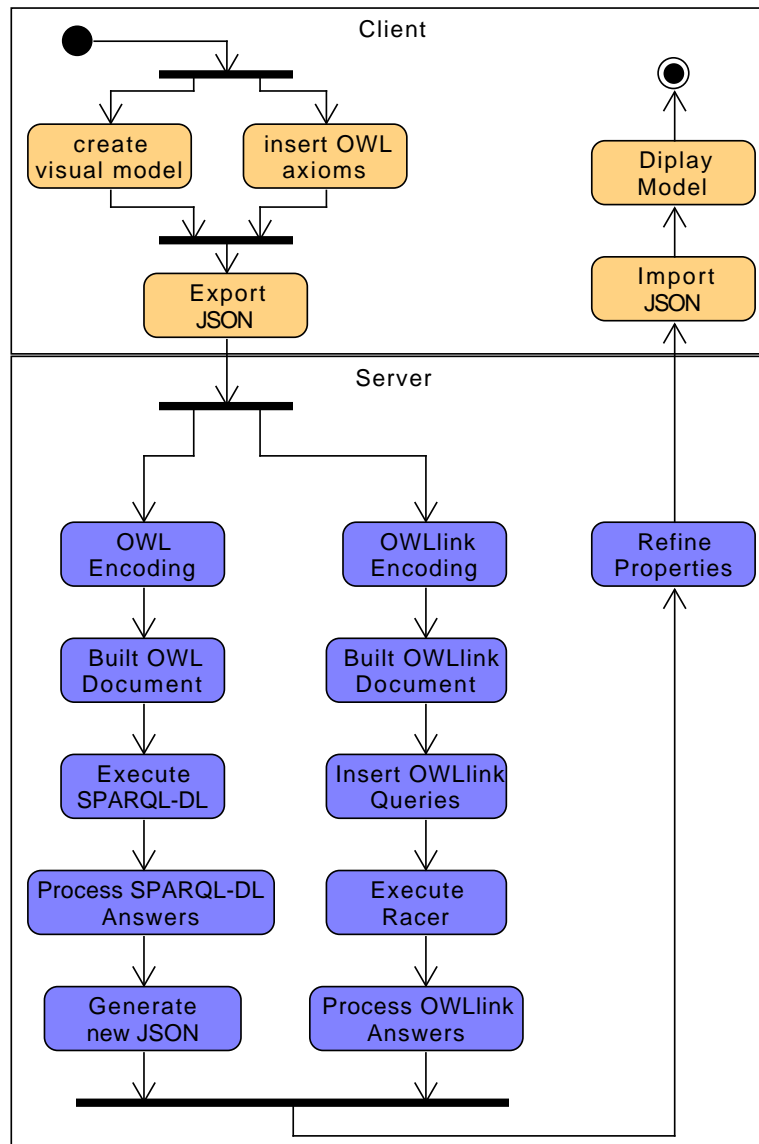 Client
create
visual model
insert OWL
axioms
Export
JSON
Diplay
Model
Import
JSON
Server
OWL
Encoding
OWLlink
Encoding
Refine
Properties
Built OWL
Document
Built OWLlink
Document
Execute
SPARQL-DL
Insert OWLlink
Queries
Process SPARQL-DL
Answers
Execute
Racer
Generate
new JSON
Process OWLlink
Answers